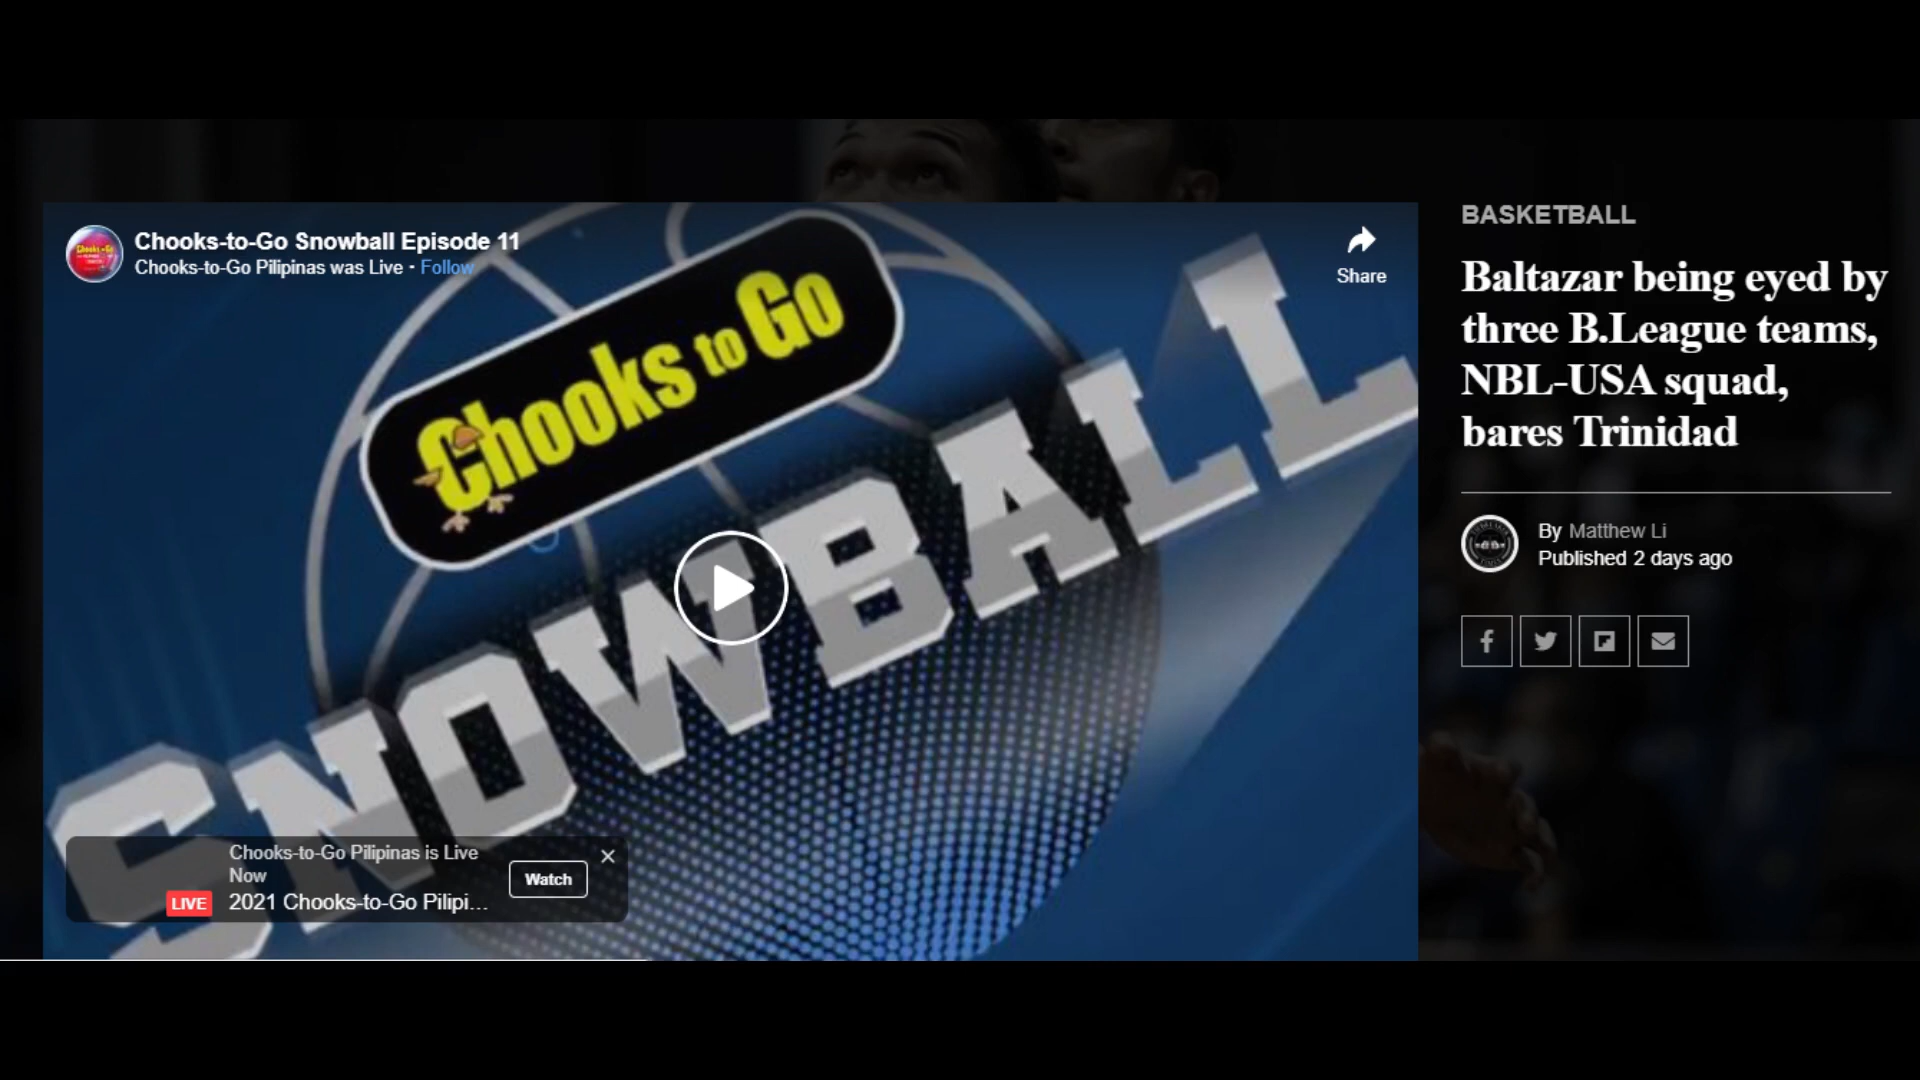 Chooks-to-Go Snowball Episode 11
Chooks-to-Go Pilipinas was Live · Follow
Share
Chooks to Go
SNOWBALL
Chooks-to-Go Pilipinas is Live
Now
LIVE 2021 Chooks-to-Go Pilipi...
Watch
BASKETBALL
Baltazar being eyed by
three B.League teams,
NBL-USA squad,
bares Trinidad
By Matthew Li
Published 2 days ago